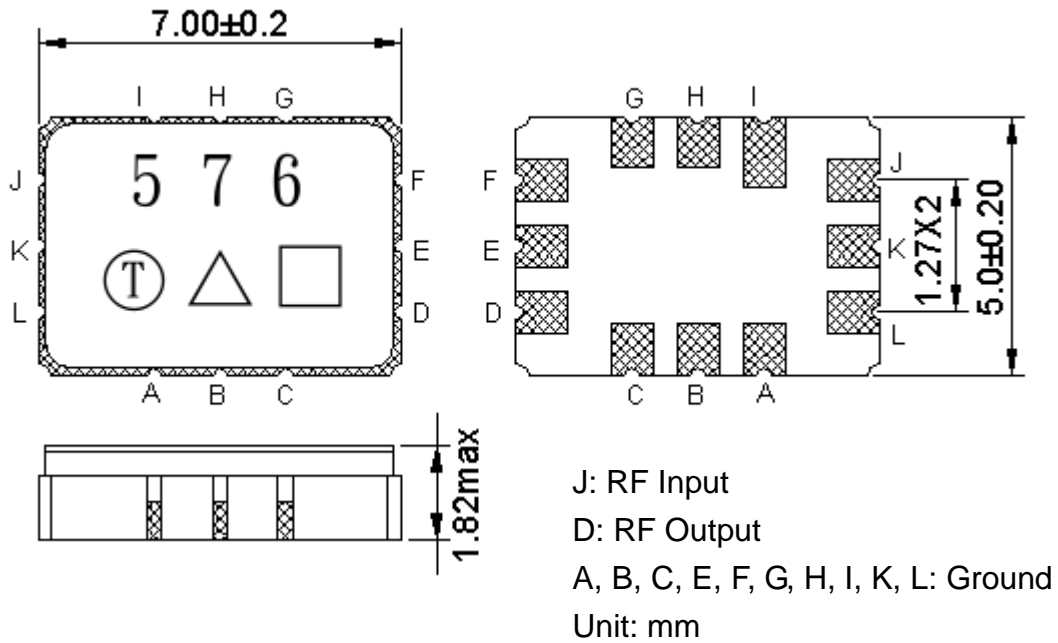 7.00±0.2
I H G
G H I
5 7 6
J F
F J
K E
E K
T
L D
D L
1.27X2
5.0±0.20
A B C
C B A
1.82max
J: RF Input
D: RF Output
A, B, C, E, F, G, H, I, K, L: Ground
Unit: mm